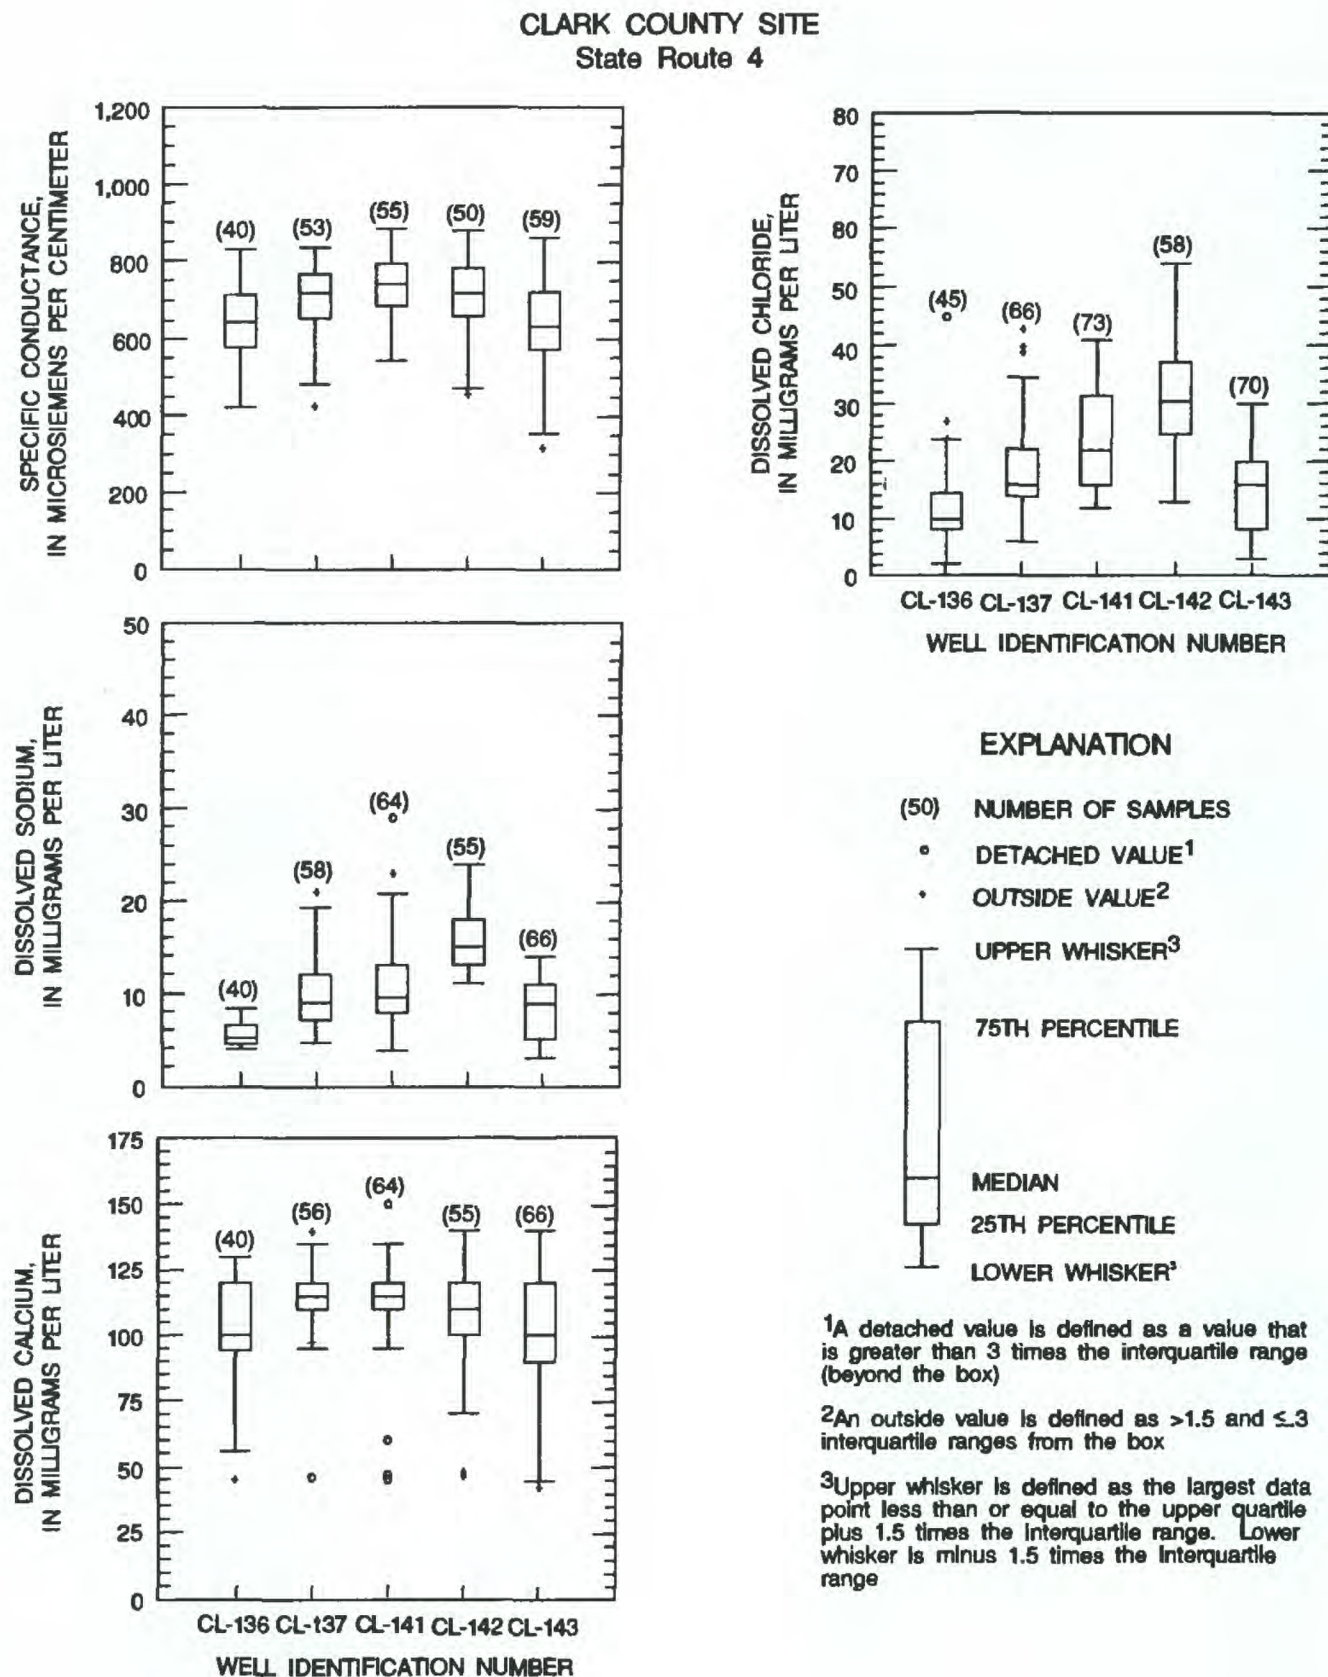 CLARK COUNTY SITE
State Route 4
SPECIFIC CONDUCTANCE,
IN MICROSIEMENS PER CENTIMETER
1,200
1,000
800
600
400
200
0
(40)
(53)
(55)
(50)
(59)
DISSOLVED CHLORIDE,
IN MILLIGRAMS PER LITER
80
70
60
50
40
30
20
10
0
(45)
(66)
(73)
(58)
(70)
CL-136 CL-137 CL-141 CL-142 CL-143
WELL IDENTIFICATION NUMBER
DISSOLVED SODIUM,
IN MILLIGRAMS PER LITER
50
40
30
20
10
0
(40)
(58)
(64)
(55)
(66)
DISSOLVED CALCIUM,
IN MILLIGRAMS PER LITER
175
150
125
100
75
50
25
0
(40)
(56)
(64)
(55)
(66)
CL-136 CL-137 CL-141 CL-142 CL-143
WELL IDENTIFICATION NUMBER
EXPLANATION
(50) NUMBER OF SAMPLES
DETACHED VALUE1
OUTSIDE VALUE2
UPPER WHISKER3
75TH PERCENTILE
MEDIAN
25TH PERCENTILE
LOWER WHISKER3
1A detached value is defined as a value that
is greater than 3 times the interquartile range
(beyond the box)
2An outside value is defined as >1.5 and ≤3
interquartile ranges from the box
3Upper whisker is defined as the largest data
point less than or equal to the upper quartile
plus 1.5 times the interquartile range. Lower
whisker is minus 1.5 times the interquartile
range